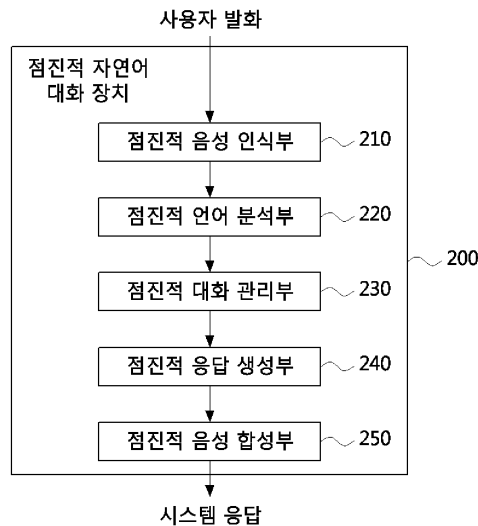 사용자 발화
점진적 자연어
대화 장치
점진적 음성 인식부 210
점진적 언어 분석부 220
200
점진적 대화 관리부 230
점진적 응답 생성부 240
점진적 음성 합성부 250
시스템 응답